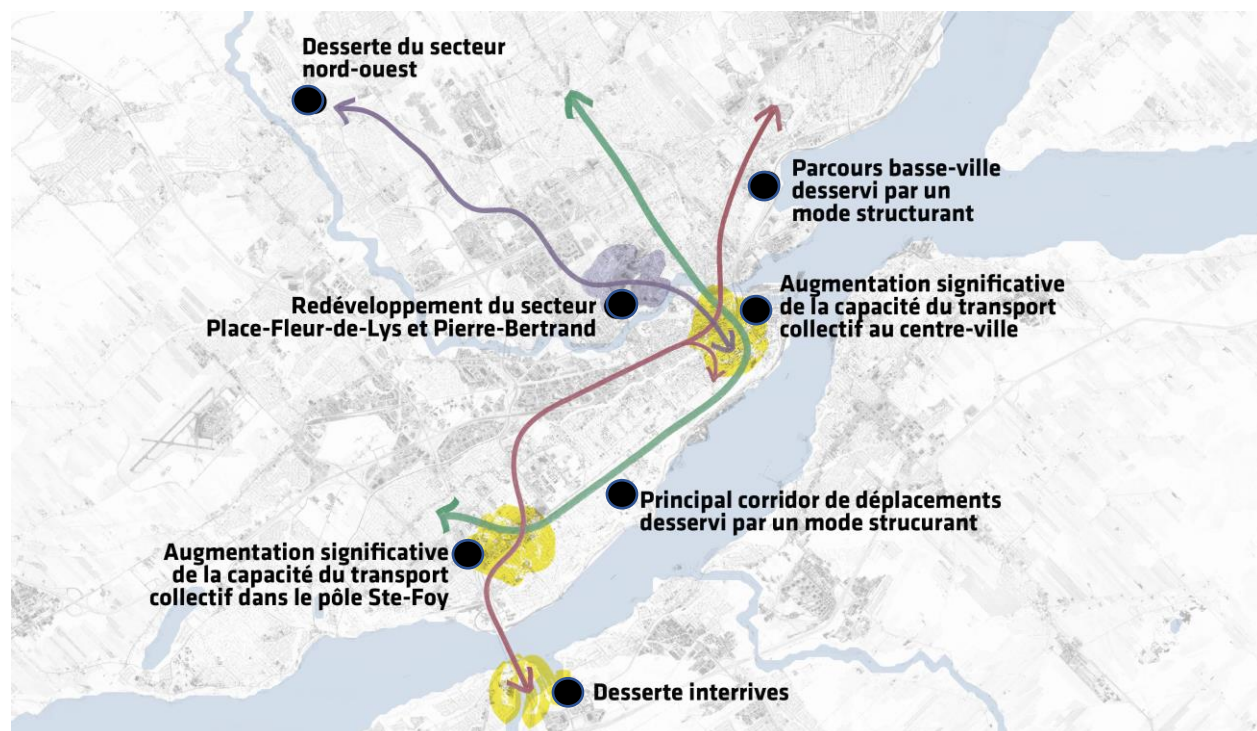 Desserte du secteur
nord-ouest
Parcours basse-ville
desservi par un
mode structurant
Redéveloppement du secteur
Place-Fleur-de-Lys et Pierre-Bertrand
Augmentation significative
de la capacité du transport
collectif au centre-ville
Principal corridor de déplacements
desservi par un mode strucurant
Augmentation significative
de la capacité du transport
collectif dans le pôle Ste-Foy
Desserte interrives